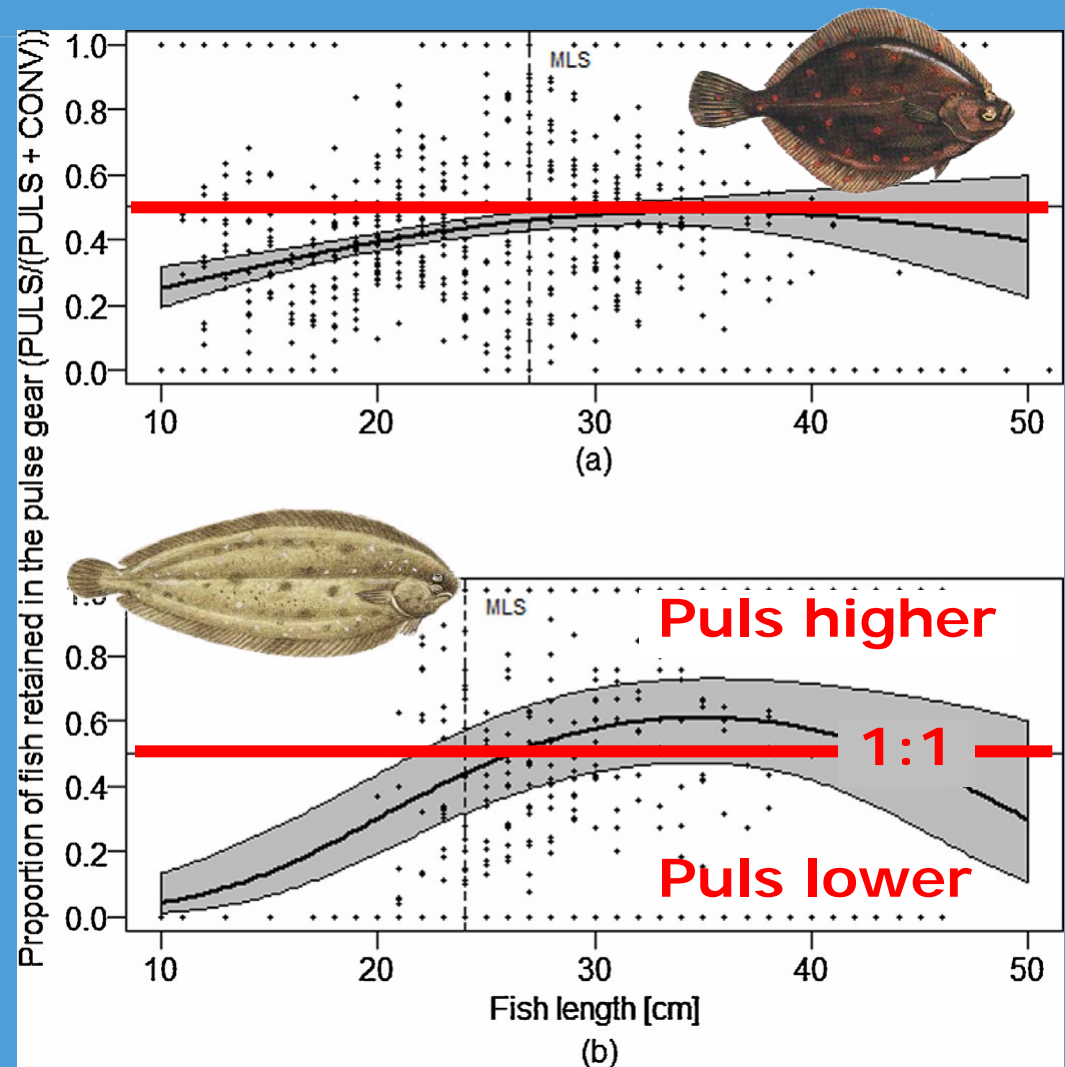 Proportion of fish retained in the pulse gear (PULS/(PULS + CONV))
1.0
0.8
0.6
0.4
0.2
0.0
MLS
10 20 30 40 50
(a)
0.8
0.6
0.4
0.2
0.0
MLS
Puls higher
1:1
Puls lower
10 20 30 40 50
Fish length [cm]
(b)